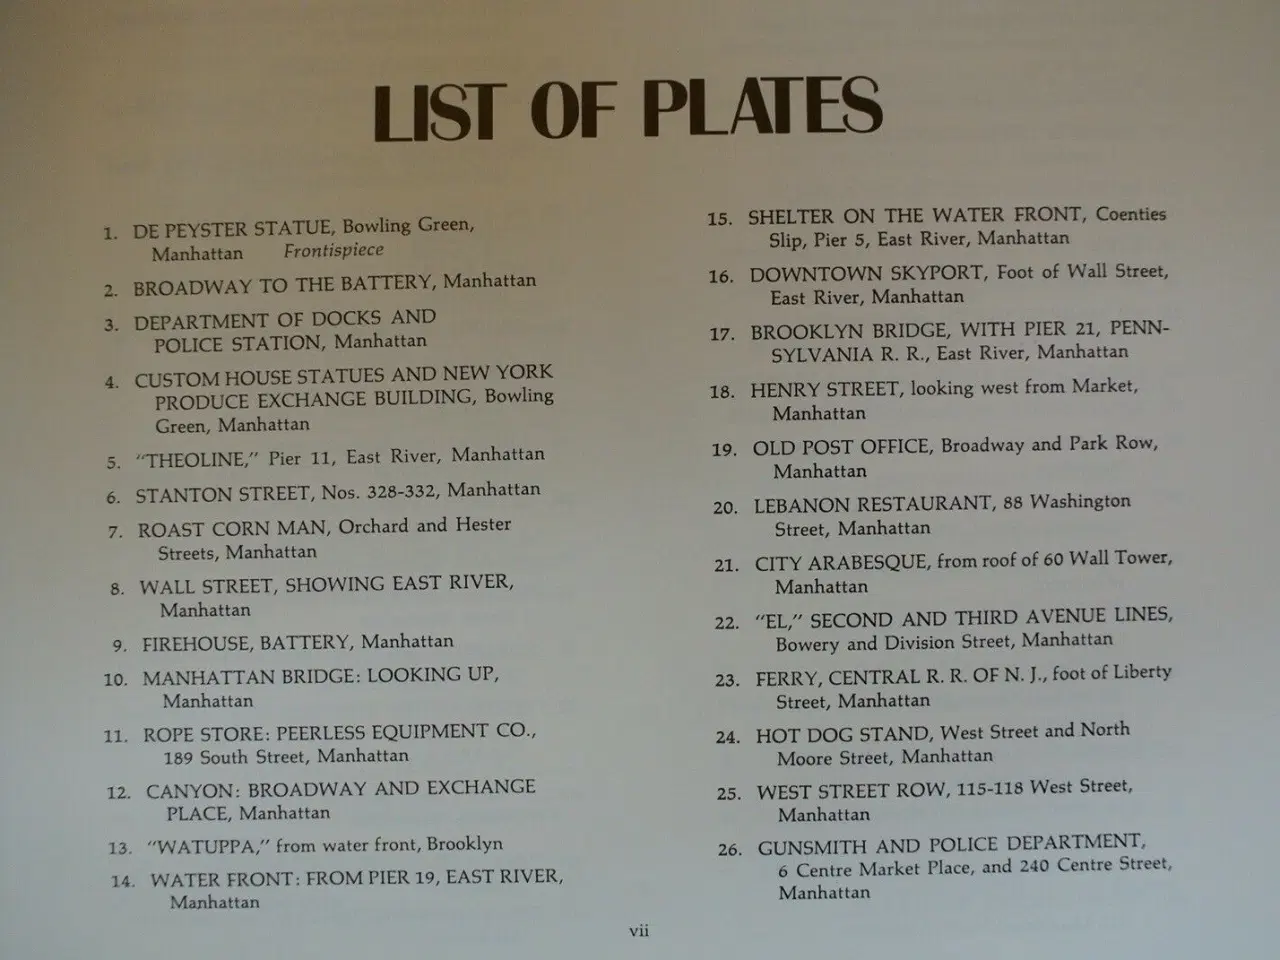 LIST OF PLATES
1. DE PEYSTER STATUE, Bowling Green,
Manhattan Frontispiece
2. BROADWAY TO THE BATTERY, Manhattan
3. DEPARTMENT OF DOCKS AND
POLICE STATION, Manhattan
4. CUSTOM HOUSE STATUES AND NEW YORK
PRODUCE EXCHANGE BUILDING, Bowling
Green, Manhattan
5. "THEOLINE," Pier 11, East River, Manhattan
6. STANTON STREET, Nos. 328-332, Manhattan
7. ROAST CORN MAN, Orchard and Hester
Streets, Manhattan
8. WALL STREET, SHOWING EAST RIVER,
Manhattan
9. FIREHOUSE, BATTERY, Manhattan
10. MANHATTAN BRIDGE: LOOKING UP,
Manhattan
11. ROPE STORE: PEERLESS EQUIPMENT CO.,
189 South Street, Manhattan
12. CANYON: BROADWAY AND EXCHANGE
PLACE, Manhattan
13. "WATUPPA," from water front, Brooklyn
14. WATER FRONT: FROM PIER 19, EAST RIVER,
Manhattan
15. SHELTER ON THE WATER FRONT, Coenties
Slip, Pier 5, East River, Manhattan
16. DOWNTOWN SKYPORT, Foot of Wall Street,
East River, Manhattan
17. BROOKLYN BRIDGE, WITH PIER 21, PENN-
SYLVANIA R. R., East River, Manhattan
18. HENRY STREET, looking west from Market,
Manhattan
19. OLD POST OFFICE, Broadway and Park Row,
Manhattan
20. LEBANON RESTAURANT, 88 Washington
Street, Manhattan
21. CITY ARABESQUE, from roof of 60 Wall Tower,
Manhattan
22. "EL," SECOND AND THIRD AVENUE LINES,
Bowery and Division Street, Manhattan
23. FERRY, CENTRAL R. R. OF N. J., foot of Liberty
Street, Manhattan
24. HOT DOG STAND, West Street and North
Moore Street, Manhattan
25. WEST STREET ROW, 115-118 West Street,
Manhattan
26. GUNSMITH AND POLICE DEPARTMENT,
6 Centre Market Place, and 240 Centre Street,
Manhattan
vii